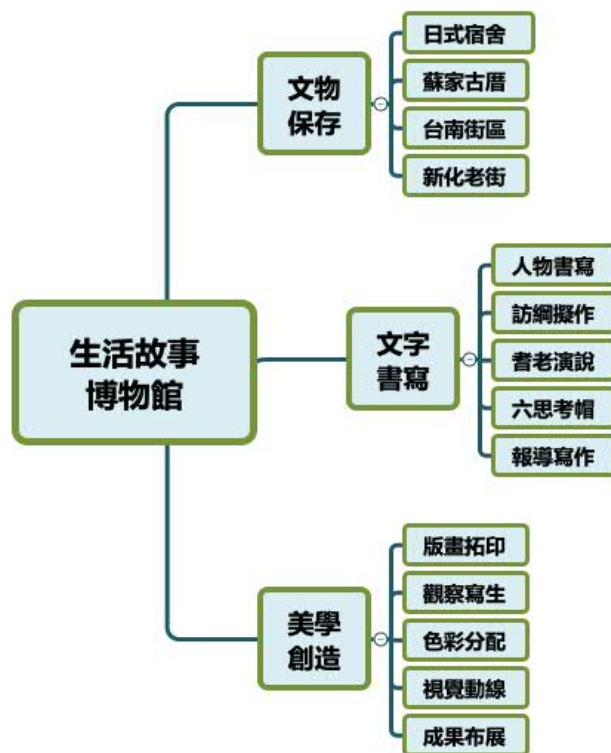 生活故事
博物館
文物
保存
日式宿舍
蘇家古厝
台南街區
新化老街
文字
書寫
人物書寫
訪綱擬作
耆老演說
六思考帽
報導寫作
美學
創造
版畫拓印
觀察寫生
色彩分配
視覺動線
成果布展